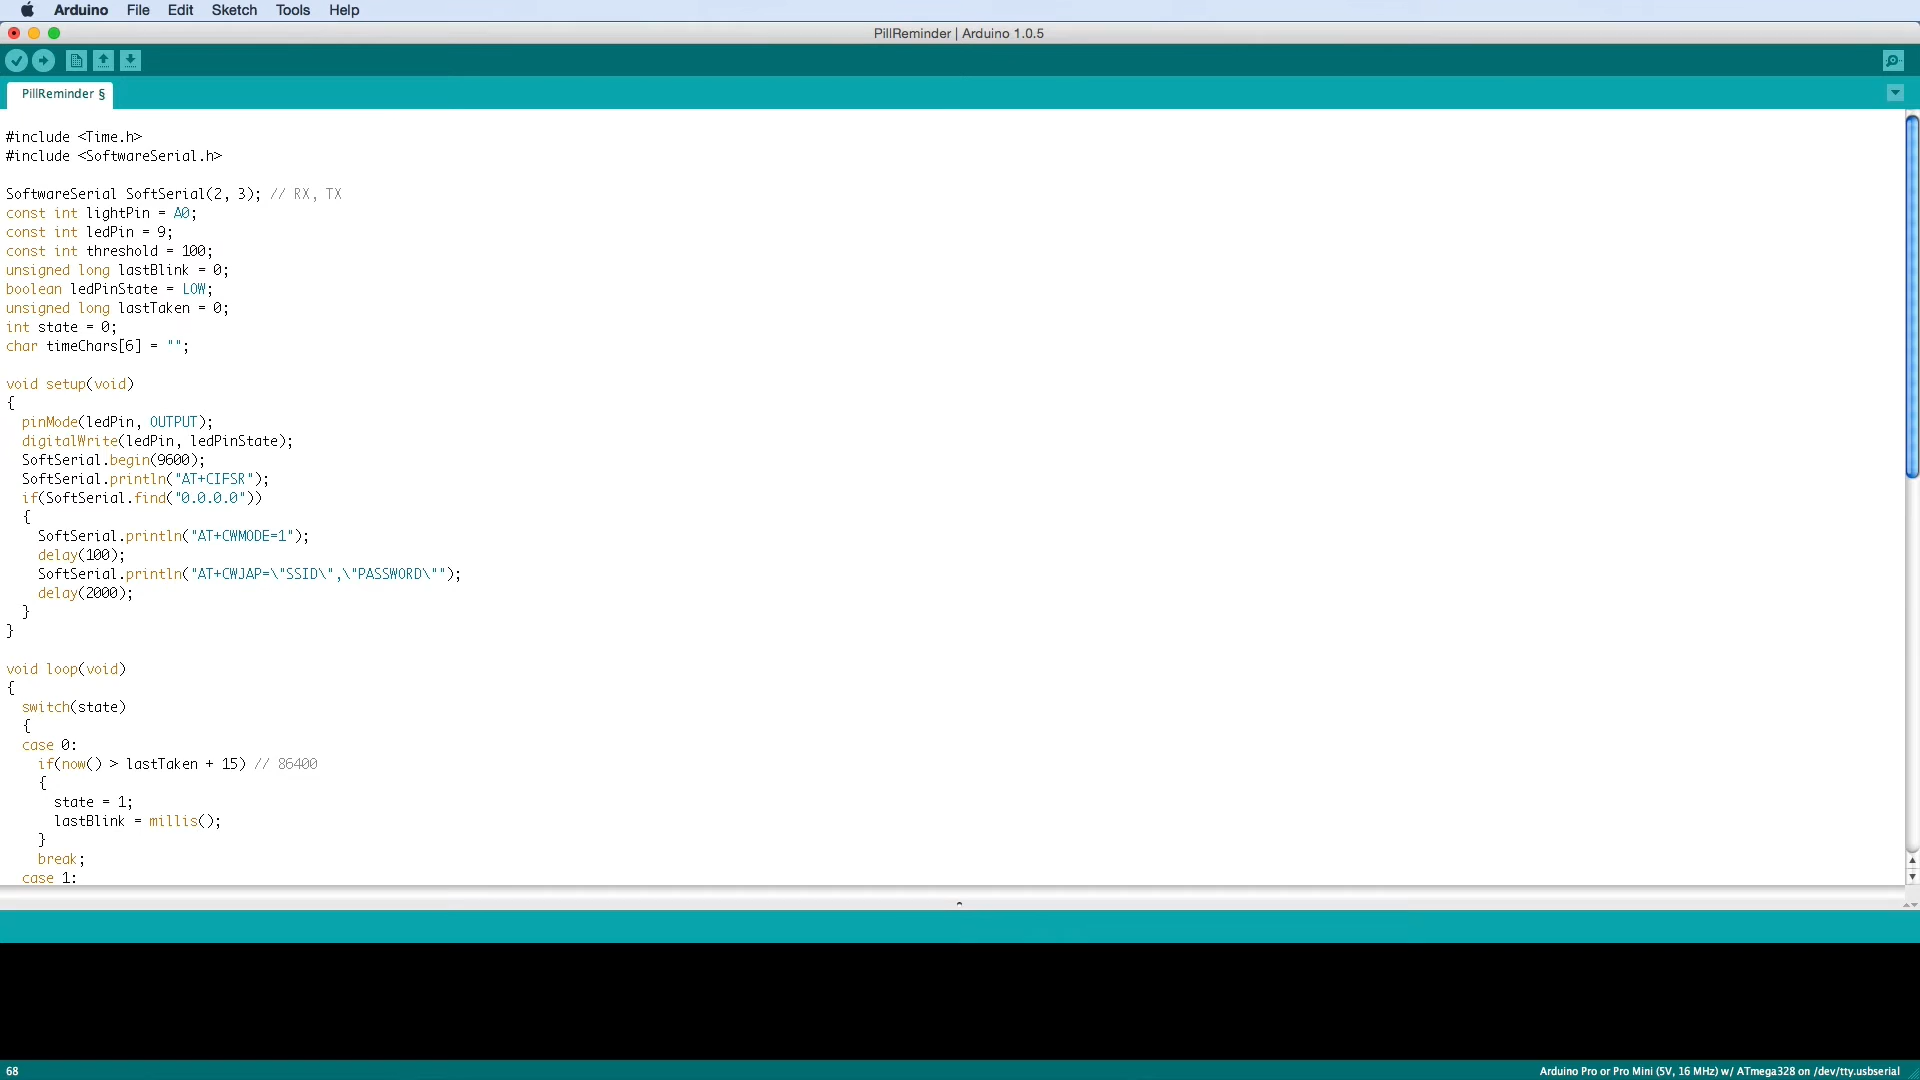 Arduino File Edit Sketch Tools Help
PillReminder | Arduino 1.0.5
PillReminder §
#include <Time.h>
#include <SoftwareSerial.h>
SoftwareSerial SoftSerial(2, 3); // RX, TX
const int lightPin = A0;
const int ledPin = 9;
const int threshold = 100;
unsigned long lastBlink = 0;
boolean ledPinState = LOW;
unsigned long lastTaken = 0;
int state = 0;
char timeChars[6] = "";
void setup(void)
{
  pinMode(ledPin, OUTPUT);
  digitalWrite(ledPin, ledPinState);
  SoftSerial.begin(9600);
  SoftSerial.println("AT+CIFSR");
  if(SoftSerial.find("0.0.0.0"))
  {
    SoftSerial.println("AT+CWMODE=1");
    delay(100);
    SoftSerial.println("AT+CWJAP=\"SSID\",\"PASSWORD\"");
    delay(2000);
  }
}
void loop(void)
{
  switch(state)
  {
  case 0:
    if(now() > lastTaken + 15) // 86400
    {
      state = 1;
      lastBlink = millis();
    }
    break;
  case 1:
68
Arduino Pro or Pro Mini (5V, 16 MHz) w/ ATmega328 on /dev/tty.usbserial